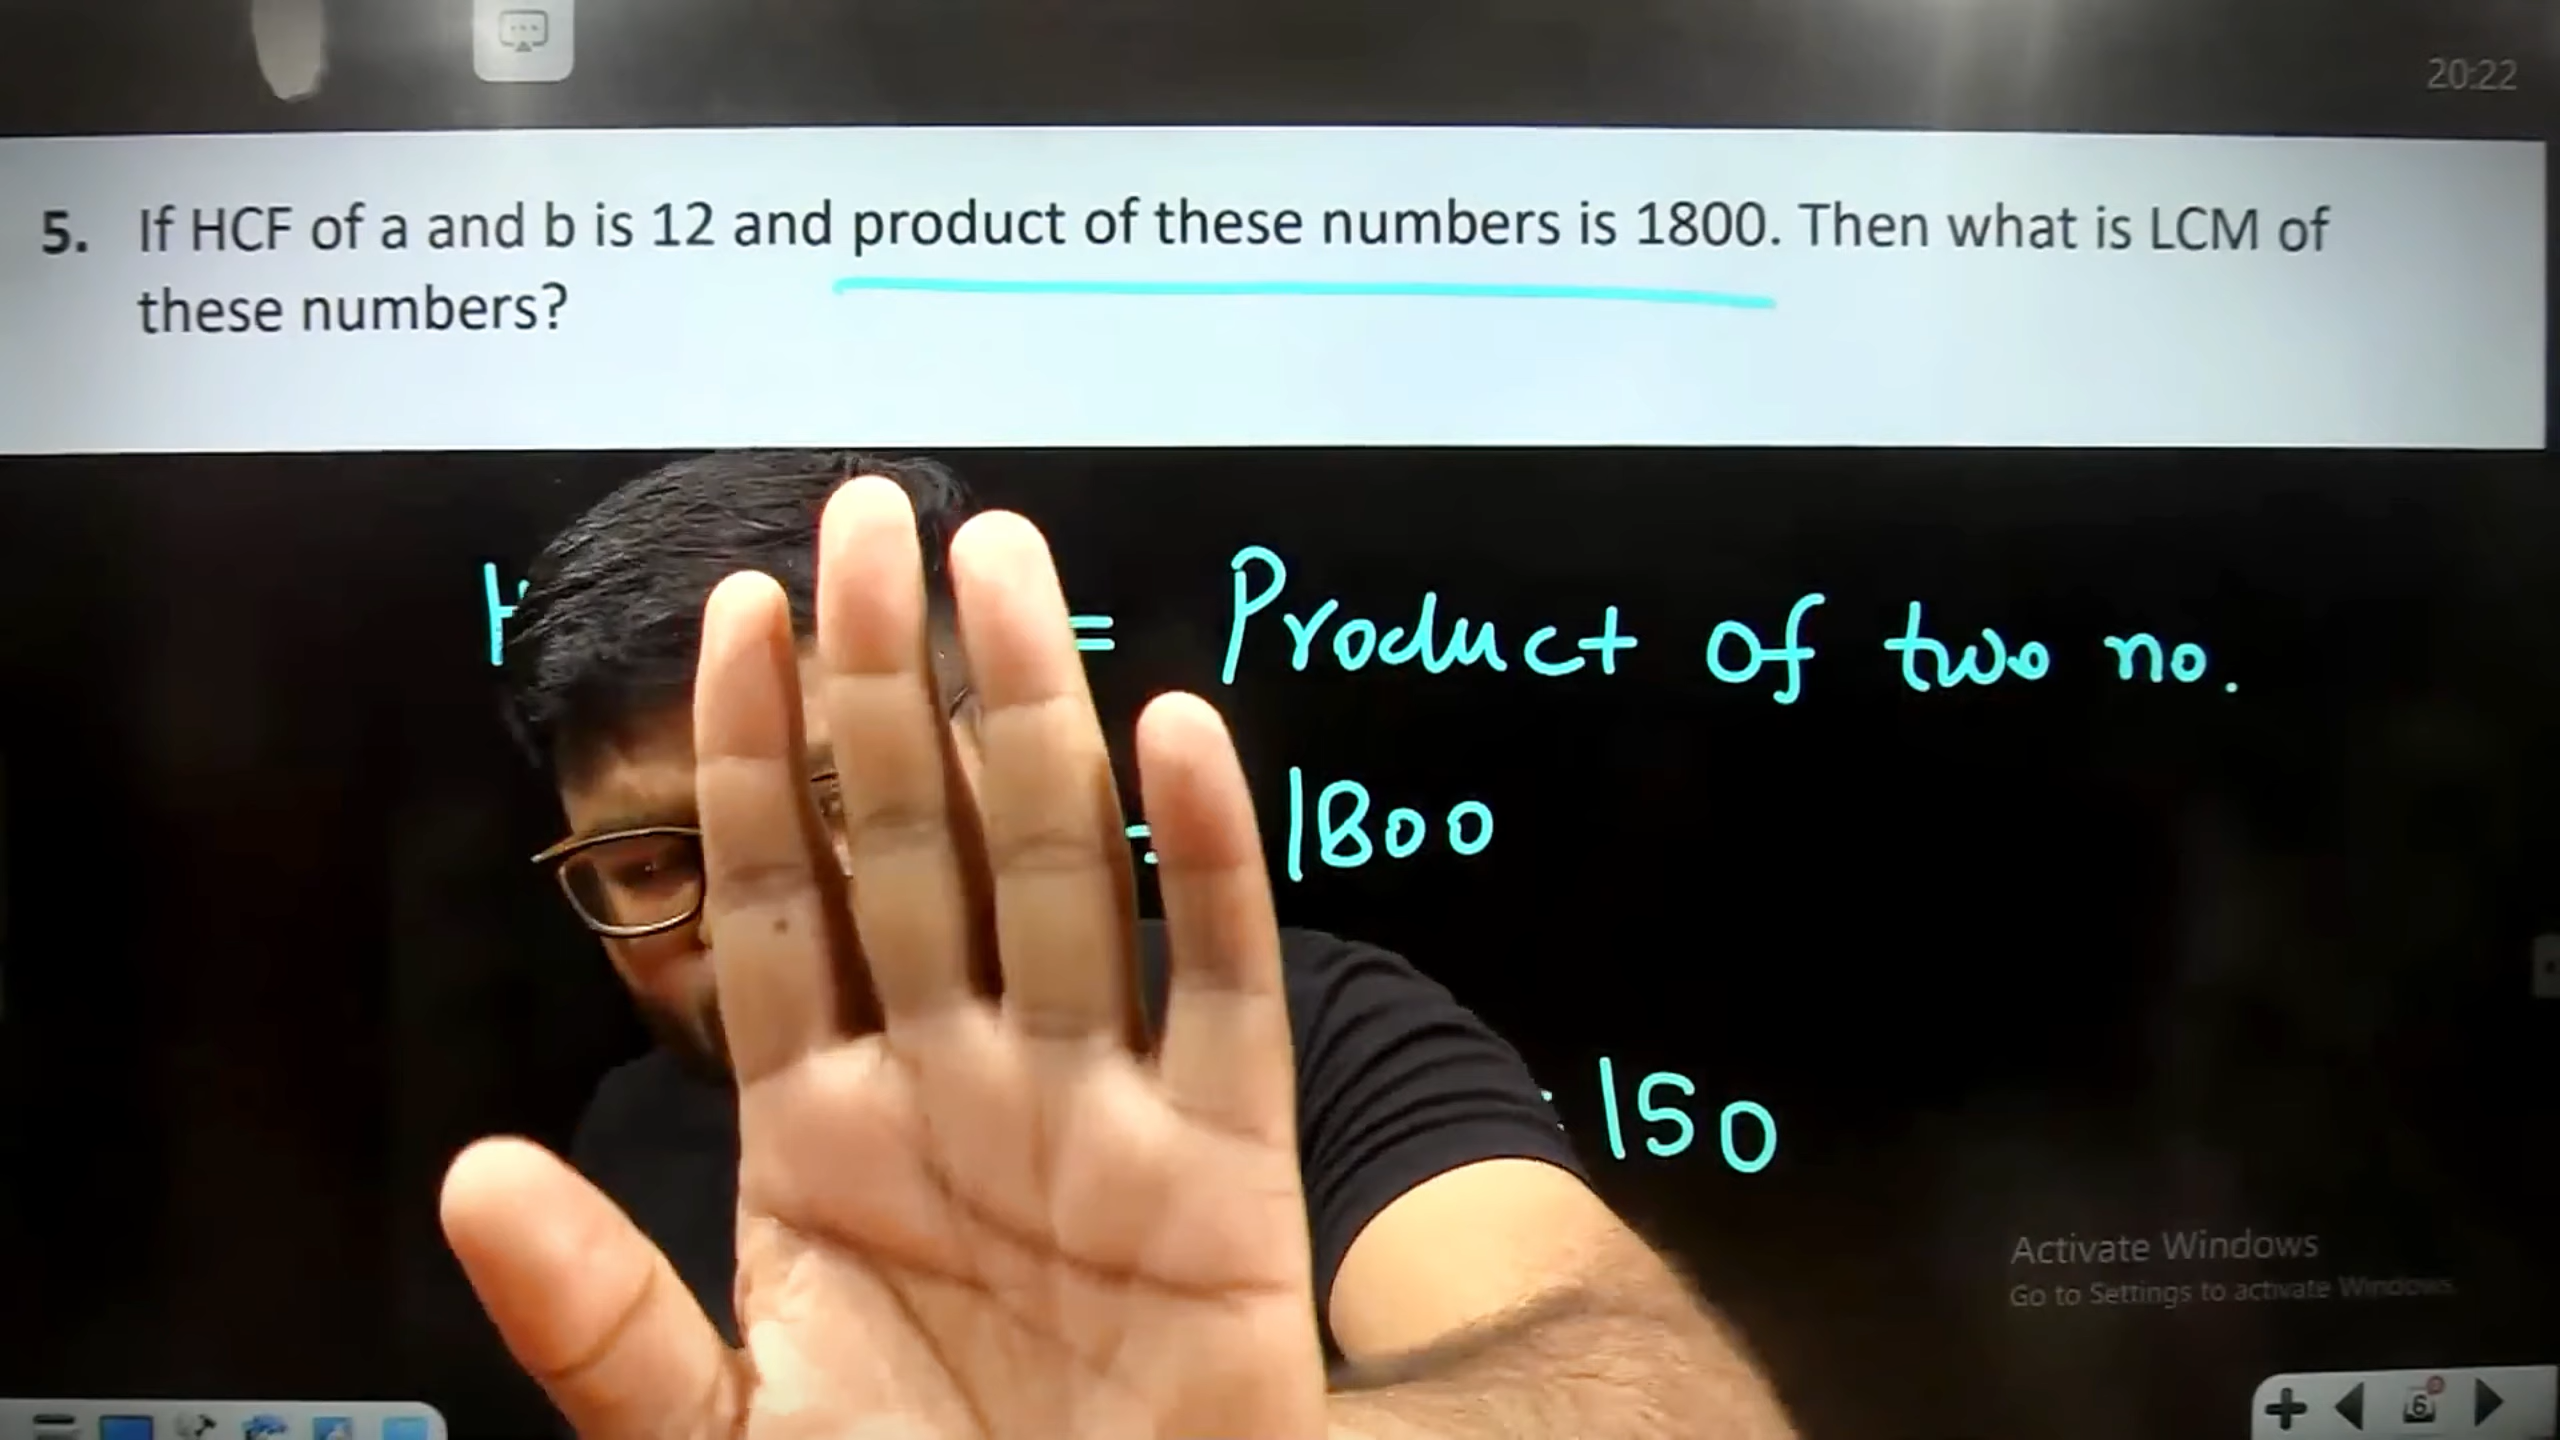 20:22
5. If HCF of a and b is 12 and product of these numbers is 1800. Then what is LCM of
these numbers?
= Product of two no.
= 1800
= 150
Activate Windows
Go to Settings to activate Windows.
6